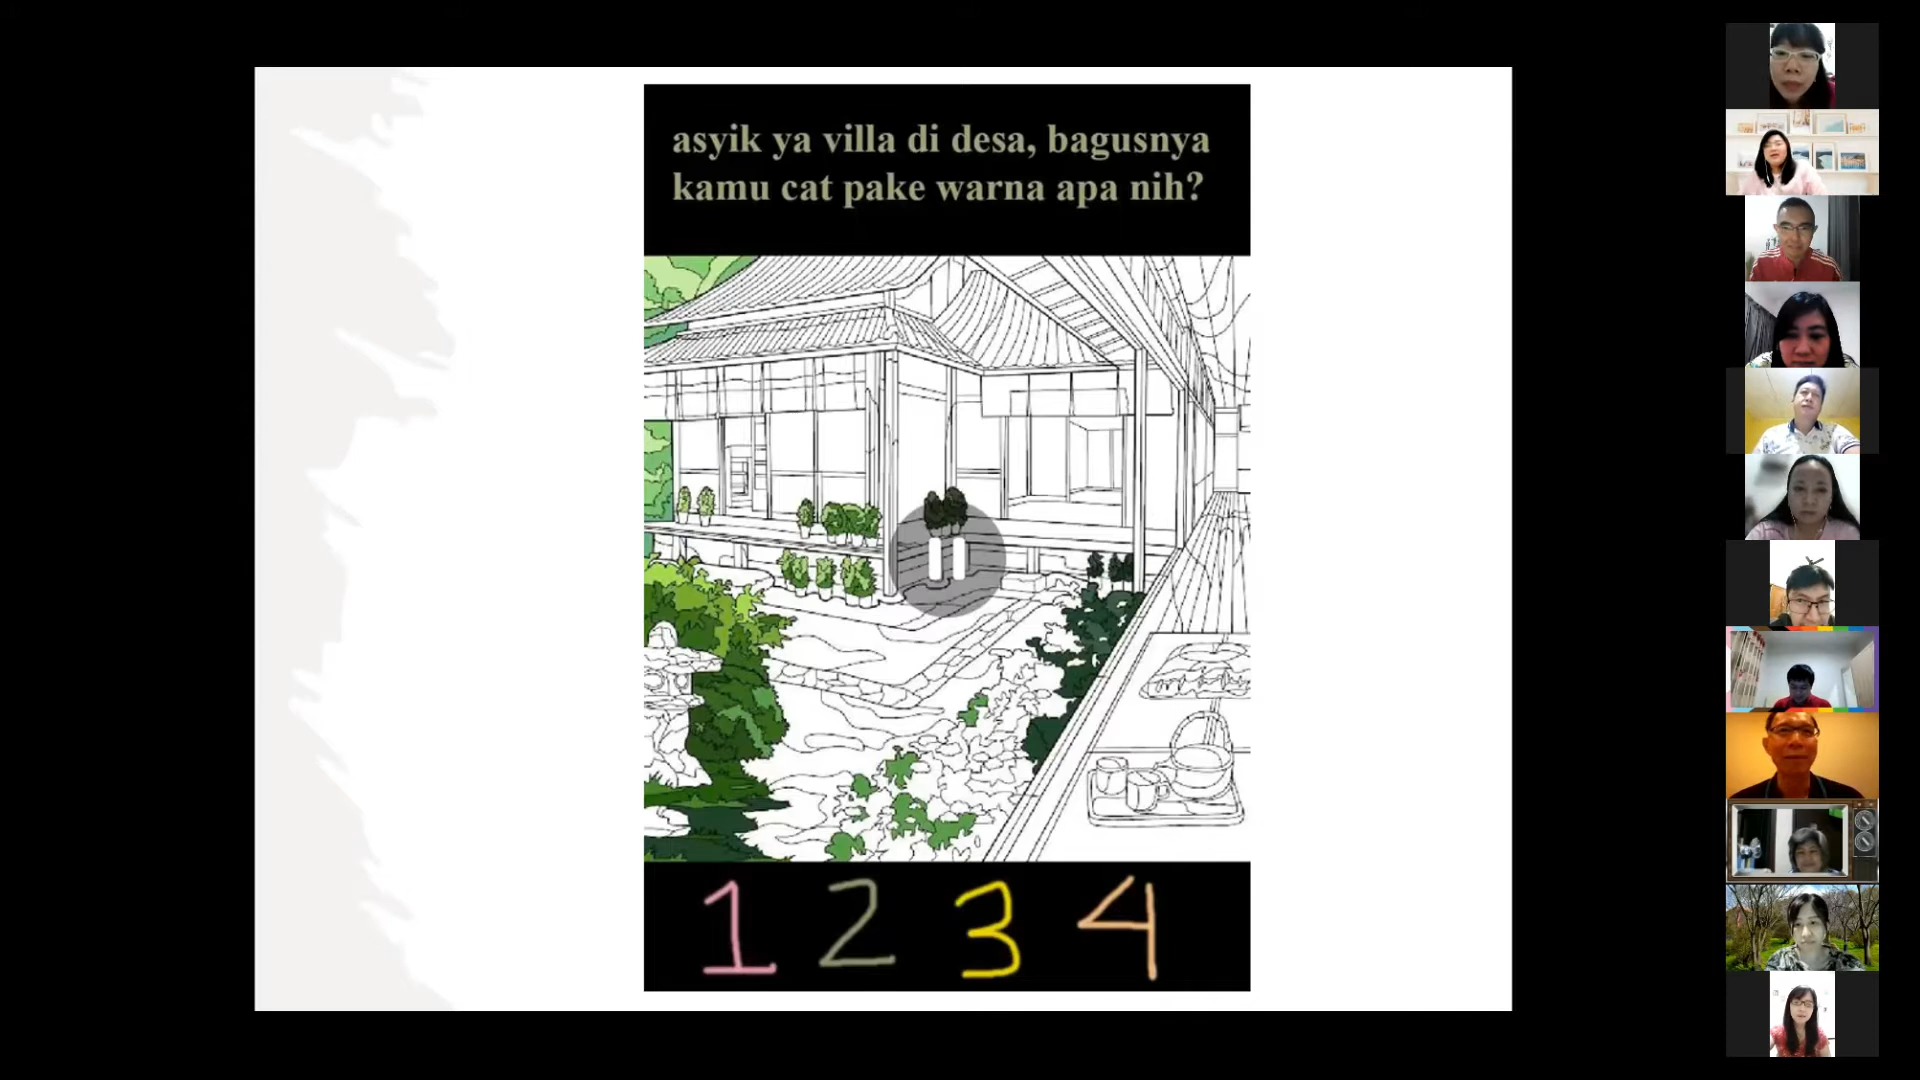 asyik ya villa di desa, bagusnya
kamu cat pake warna apa nih?
1 2 3 4